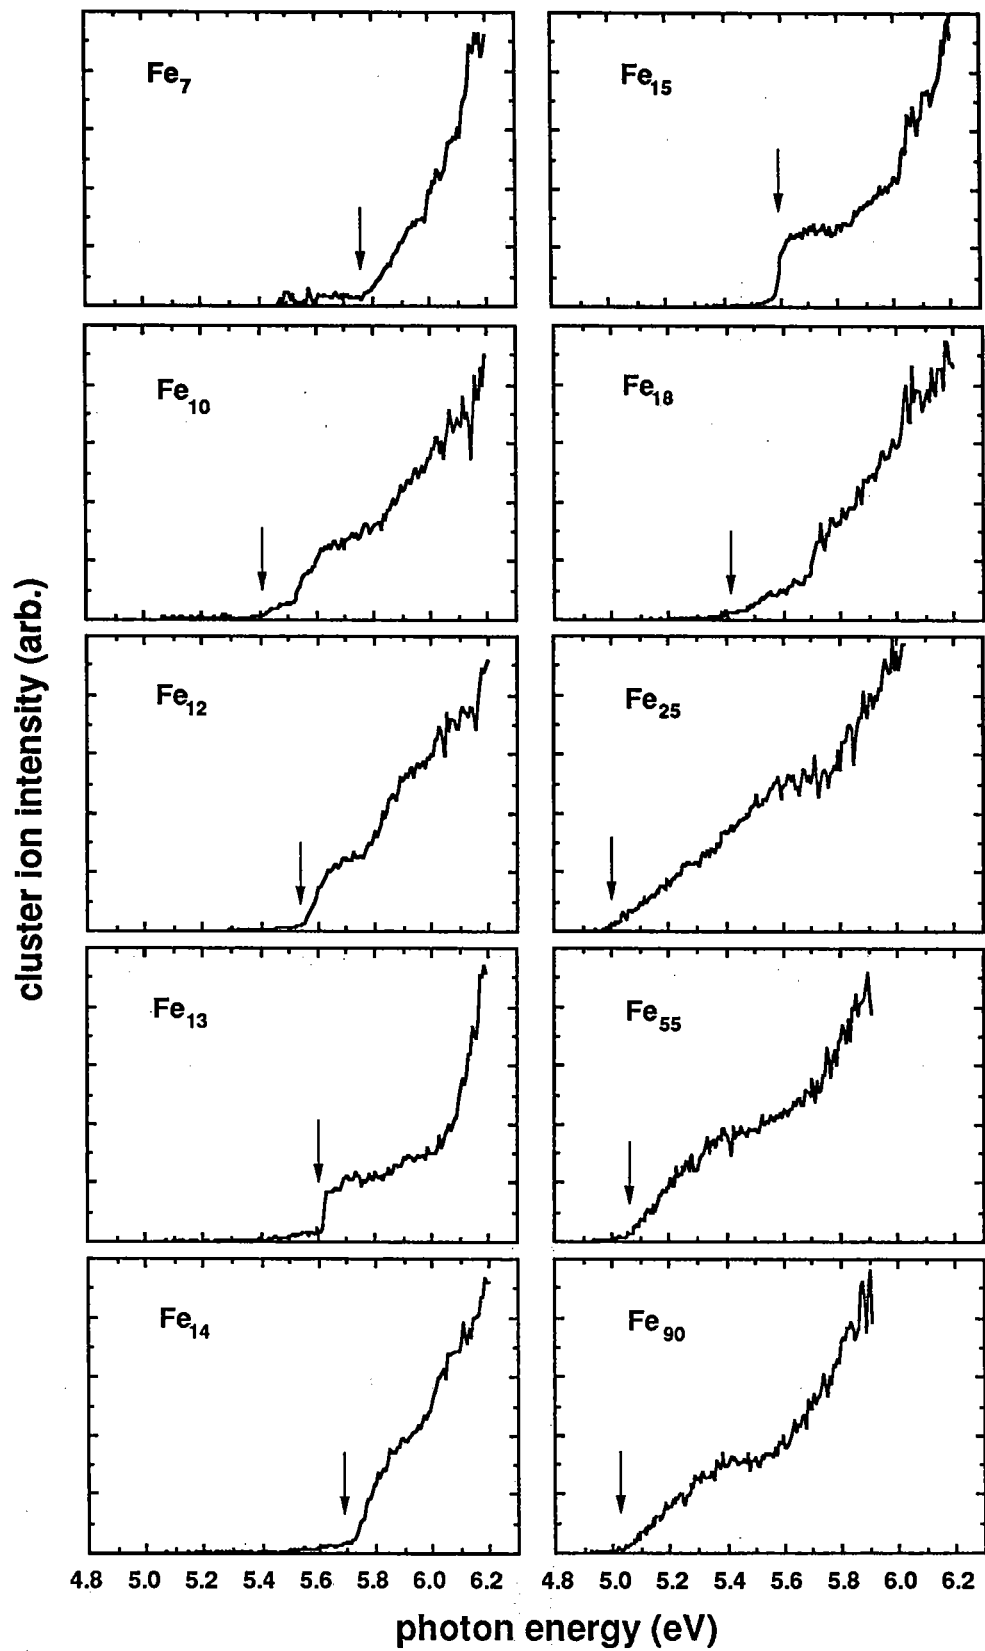 cluster ion intensity (arb.)
Fe7
Fe10
Fe12
Fe13
Fe14
Fe15
Fe18
Fe25
Fe55
Fe90
4.8 5.0 5.2 5.4 5.6 5.8 6.0 6.2
4.8 5.0 5.2 5.4 5.6 5.8 6.0 6.2
photon energy (eV)